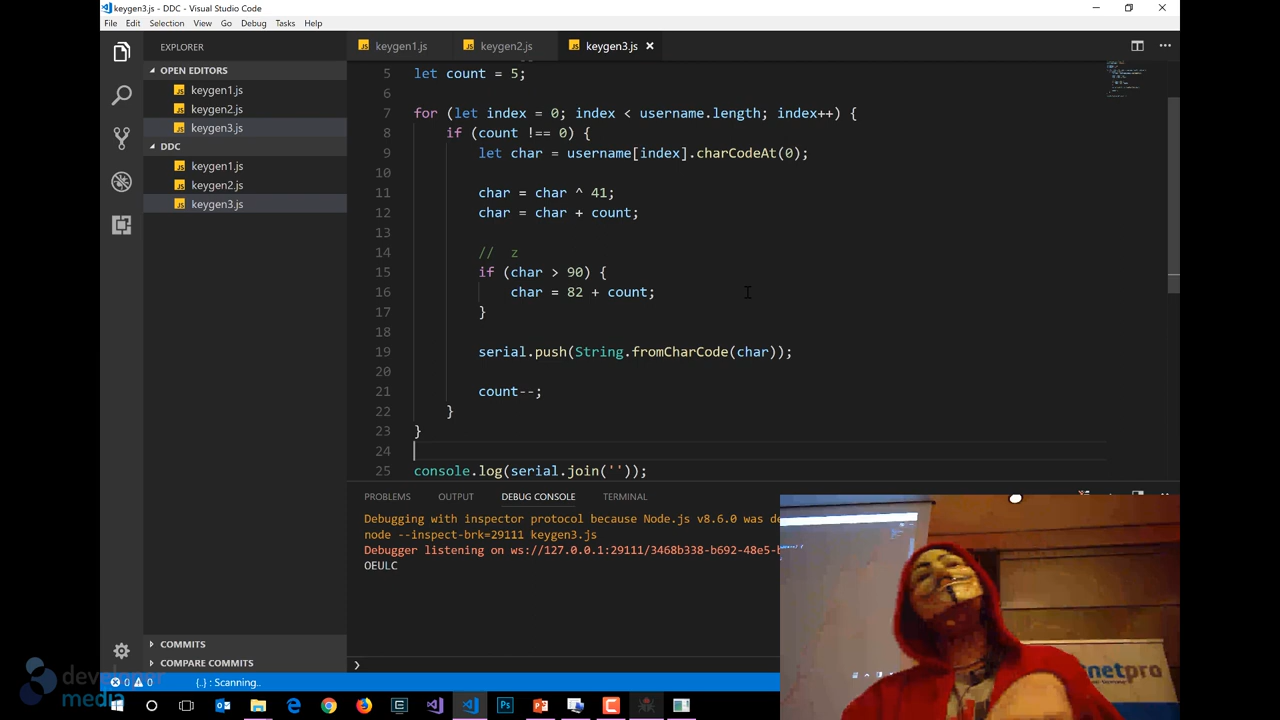 keygen3.js - DDC - Visual Studio Code
File Edit Selection View Go Debug Tasks Help
EXPLORER
OPEN EDITORS
keygen1.js
keygen2.js
keygen3.js
DDC
keygen1.js
keygen2.js
keygen3.js
COMMITS
COMPARE COMMITS
keygen1.js keygen2.js keygen3.js
5 let count = 5;
6
7 for (let index = 0; index < username.length; index++) {
8 if (count !== 0) {
9 let char = username[index].charCodeAt(0);
10
11 char = char ^ 41;
12 char = char + count;
13
14 // z
15 if (char > 90) {
16 char = 82 + count;
17 }
18
19 serial.push(String.fromCharCode(char));
20
21 count--;
22 }
23 }
24
25 console.log(serial.join(''));
PROBLEMS OUTPUT DEBUG CONSOLE TERMINAL
Debugging with inspector protocol because Node.js v8.6.0 was de
node --inspect-brk=29111 keygen3.js
Debugger listening on ws://127.0.0.1:29111/3468b338-b692-48e5-b
OEULC
netpro
developer
media
0 0 {..} : Scanning..